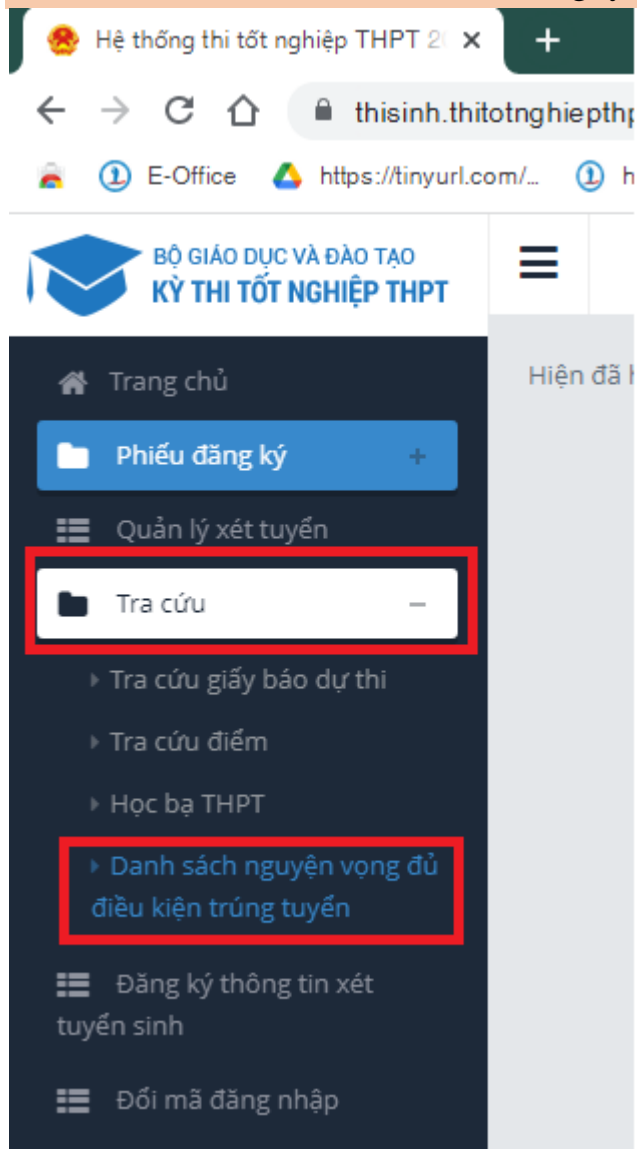 Hệ thống thi tốt nghiệp THPT
thisinh.thitotnghiepthp
E-Office https://tinyurl.com/... h
BỘ GIÁO DỤC VÀ ĐÀO TẠO
KỲ THI TỐT NGHIỆP THPT
Trang chủ
Hiện đã
Phiếu đăng ký
Quản lý xét tuyển
Tra cứu
Tra cứu giấy báo dự thi
Tra cứu điểm
Học bạ THPT
Danh sách nguyện vọng đủ
điều kiện trúng tuyển
Đăng ký thông tin xét
tuyển sinh
Đổi mã đăng nhập